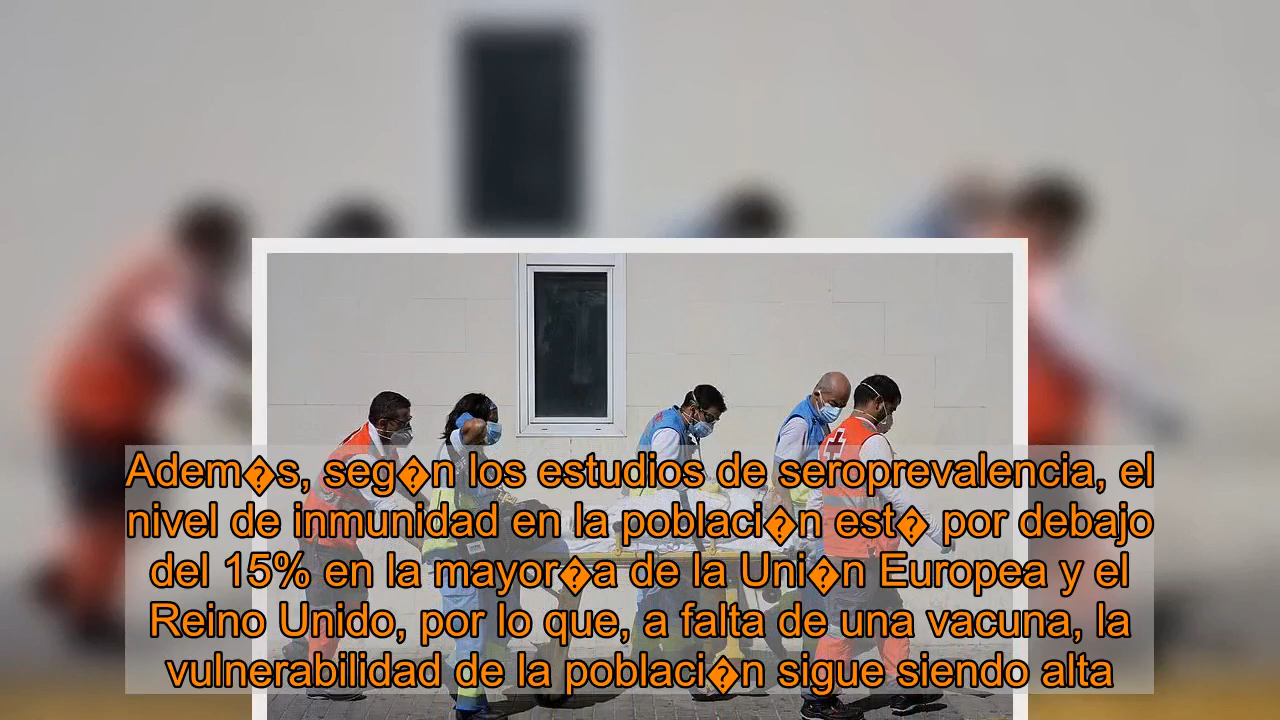 Adem�s, seg�n los estudios de seroprevalencia, el
nivel de inmunidad en la poblaci�n est� por debajo
del 15% en la mayor�a de la Uni�n Europea y el
Reino Unido, por lo que, a falta de una vacuna, la
vulnerabilidad de la poblaci�n sigue siendo alta